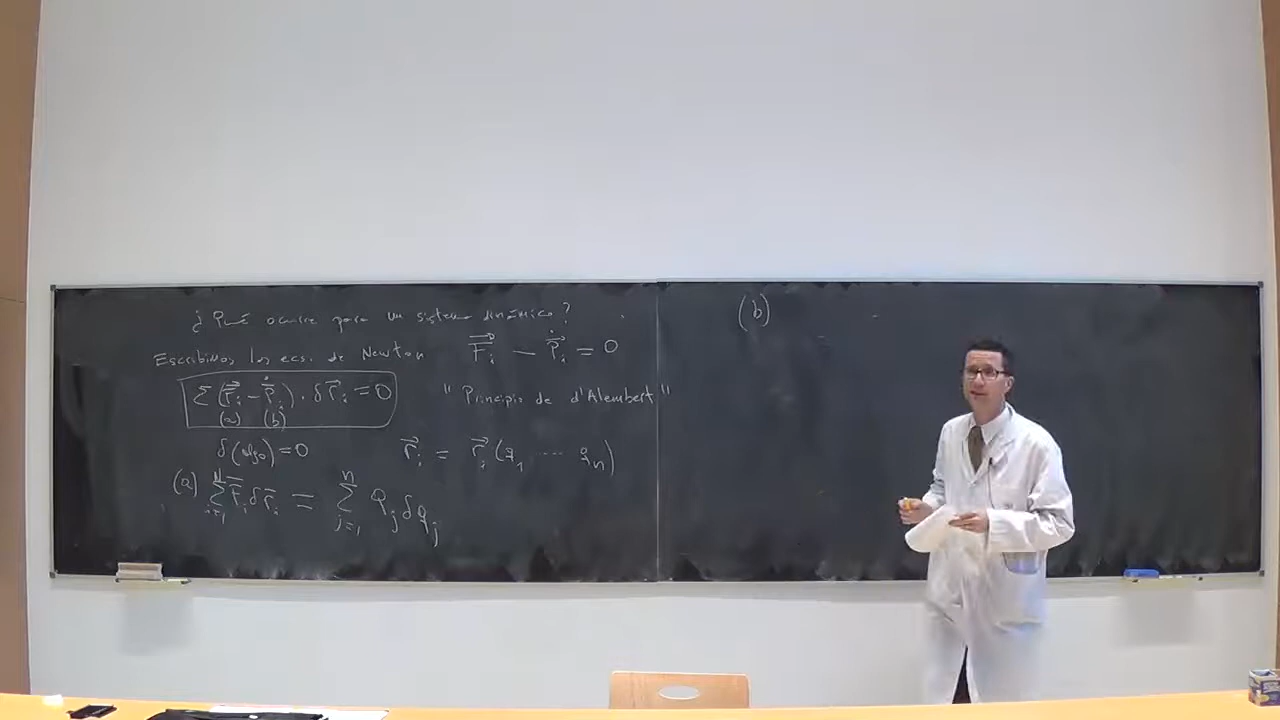 ¿Qué ocurre para un sistema dinámico?
Escribimos las ecs. de Newton F⃗ᵢ − ṗ⃗ᵢ = 0
Σ (F⃗ᵢ − ṗ⃗ᵢ) · δr⃗ᵢ = 0 "Principio de d'Alembert"
(a) (b)
δ(algo) = 0 r⃗ᵢ = r⃗ᵢ (q₁ ··· qₙ)
(a) Σᵢ₌₁ᴺ F⃗ᵢ δr⃗ᵢ = Σⱼ₌₁ⁿ Qⱼ δqⱼ
(b)